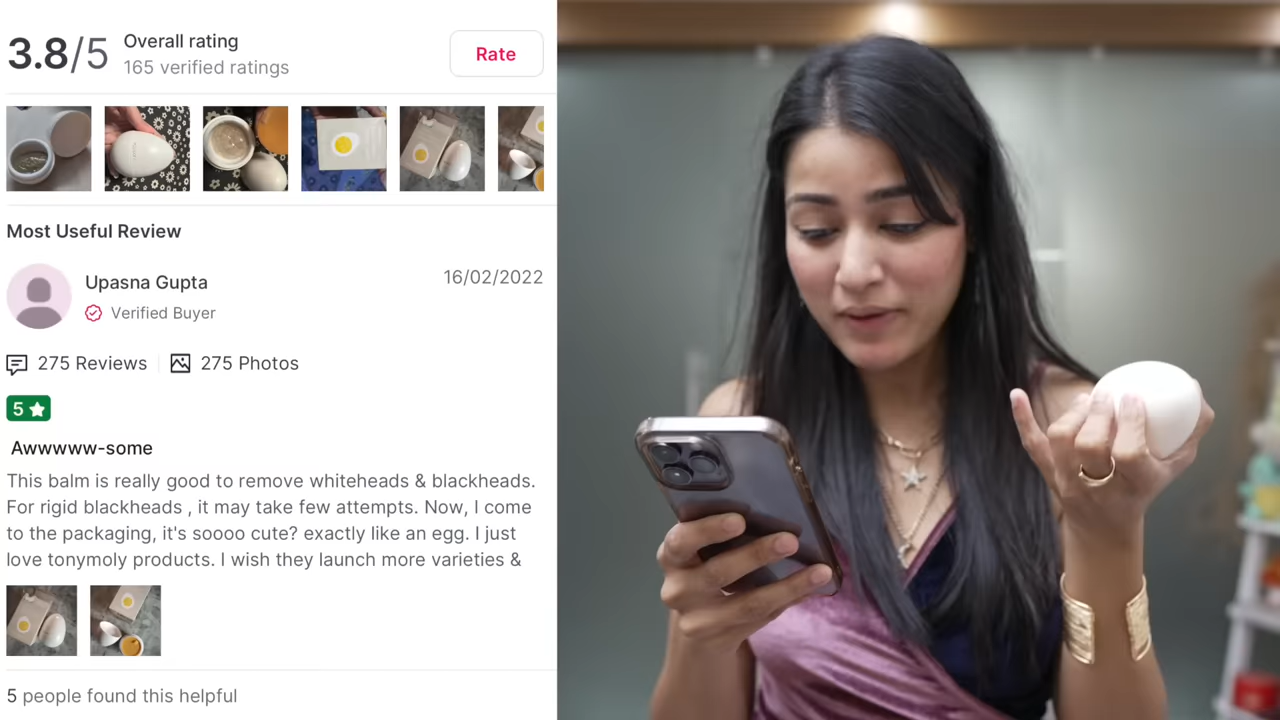 3.8/5
Overall rating
165 verified ratings
Rate
Most Useful Review
Upasna Gupta
16/02/2022
Verified Buyer
275 Reviews
275 Photos
5
Awwwww-some
This balm is really good to remove whiteheads & blackheads.
For rigid blackheads , it may take few attempts. Now, I come
to the packaging, it's soooo cute? exactly like an egg. I just
love tonymoly products. I wish they launch more varieties &
5 people found this helpful